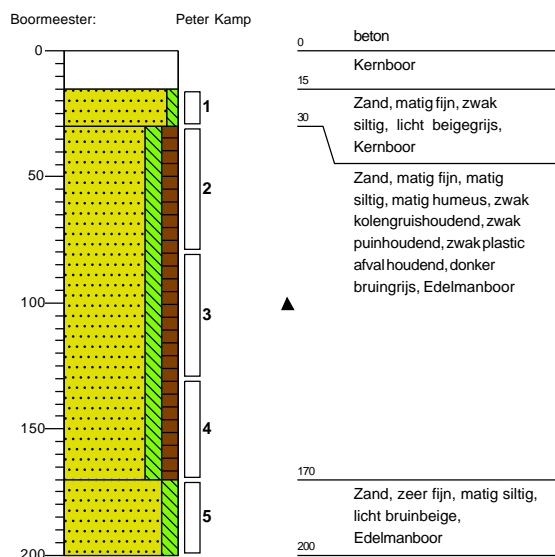 Boormeester: Peter Kamp
0
50
100
150
200
1
2
3
4
5
0
beton
Kernboor
15
Zand, matig fijn, zwak
siltig, licht beigegrijs,
Kernboor
30
Zand, matig fijn, matig
siltig, matig humeus, zwak
kolengruishoudend, zwak
puinhoudend, zwak plastic
afval houdend, donker
bruingrijs, Edelmanboor
170
Zand, zeer fijn, matig siltig,
licht bruinbeige,
Edelmanboor
200